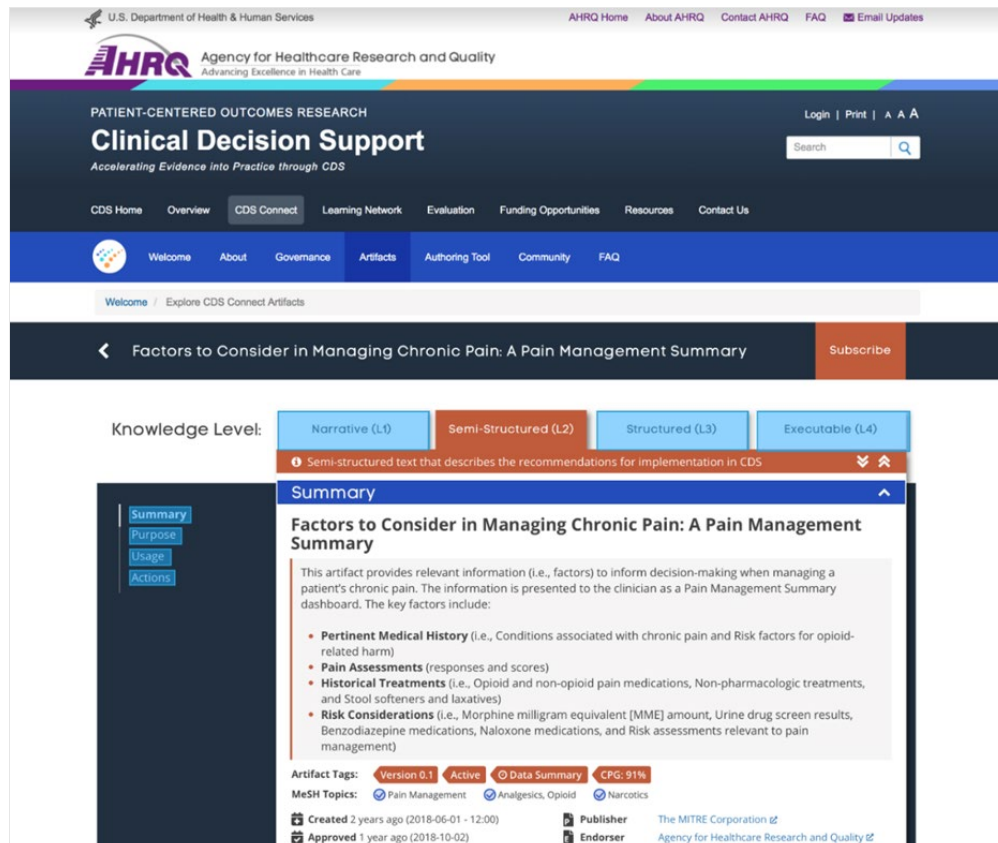 U.S. Department of Health & Human Services
AHRQ Home About AHRQ Contact AHRQ FAQ Email Updates
AHRQ
Agency for Healthcare Research and Quality
Advancing Excellence in Health Care
PATIENT-CENTERED OUTCOMES RESEARCH
Login | Print | A A A
Clinical Decision Support
Search
Accelerating Evidence into Practice through CDS
CDS Home Overview CDS Connect Learning Network Evaluation Funding Opportunities Resources Contact Us
Welcome About Governance Artifacts Authoring Tool Community FAQ
Welcome / Explore CDS Connect Artifacts
Factors to Consider in Managing Chronic Pain: A Pain Management Summary
Subscribe
Knowledge Level:
Narrative (L1) Semi-Structured (L2) Structured (L3) Executable (L4)
Semi-structured text that describes the recommendations for implementation in CDS
Summary
Purpose
Usage
Actions
Summary
Factors to Consider in Managing Chronic Pain: A Pain Management
Summary
This artifact provides relevant information (i.e., factors) to inform decision-making when managing a
patient's chronic pain. The information is presented to the clinician as a Pain Management Summary
dashboard. The key factors include:
• Pertinent Medical History (i.e., Conditions associated with chronic pain and Risk factors for opioid-
related harm)
• Pain Assessments (responses and scores)
• Historical Treatments (i.e., Opioid and non-opioid pain medications, Non-pharmacologic treatments,
and Stool softeners and laxatives)
• Risk Considerations (i.e., Morphine milligram equivalent [MME] amount, Urine drug screen results,
Benzodiazepine medications, Naloxone medications, and Risk assessments relevant to pain
management)
Artifact Tags: Version 0.1 Active Data Summary CPG: 91%
MeSH Topics: Pain Management Analgesics, Opioid Narcotics
Created 2 years ago (2018-06-01 - 12:00) Publisher The MITRE Corporation
Approved 1 year ago (2018-10-02) Endorser Agency for Healthcare Research and Quality